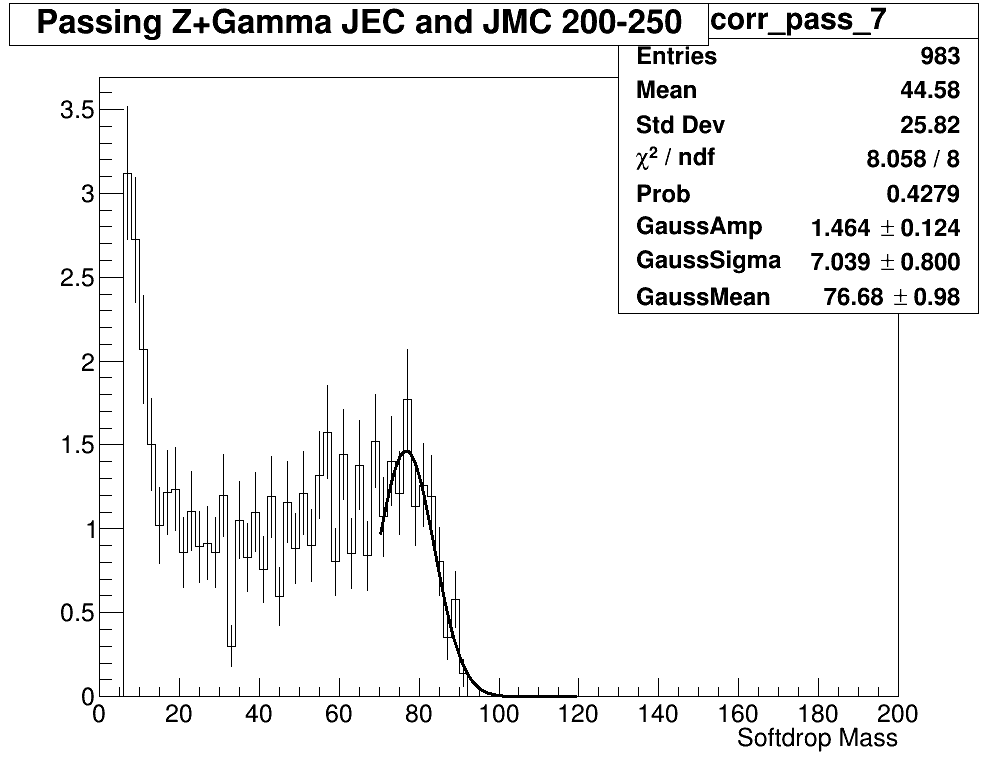 Passing Z+Gamma JEC and JMC 200-250
corr_pass_7
Entries 983
Mean 44.58
Std Dev 25.82
χ² / ndf 8.058 / 8
Prob 0.4279
GaussAmp 1.464 ± 0.124
GaussSigma 7.039 ± 0.800
GaussMean 76.68 ± 0.98
3.5
3
2.5
2
1.5
1
0.5
0
0 20 40 60 80 100 120 140 160 180 200
Softdrop Mass